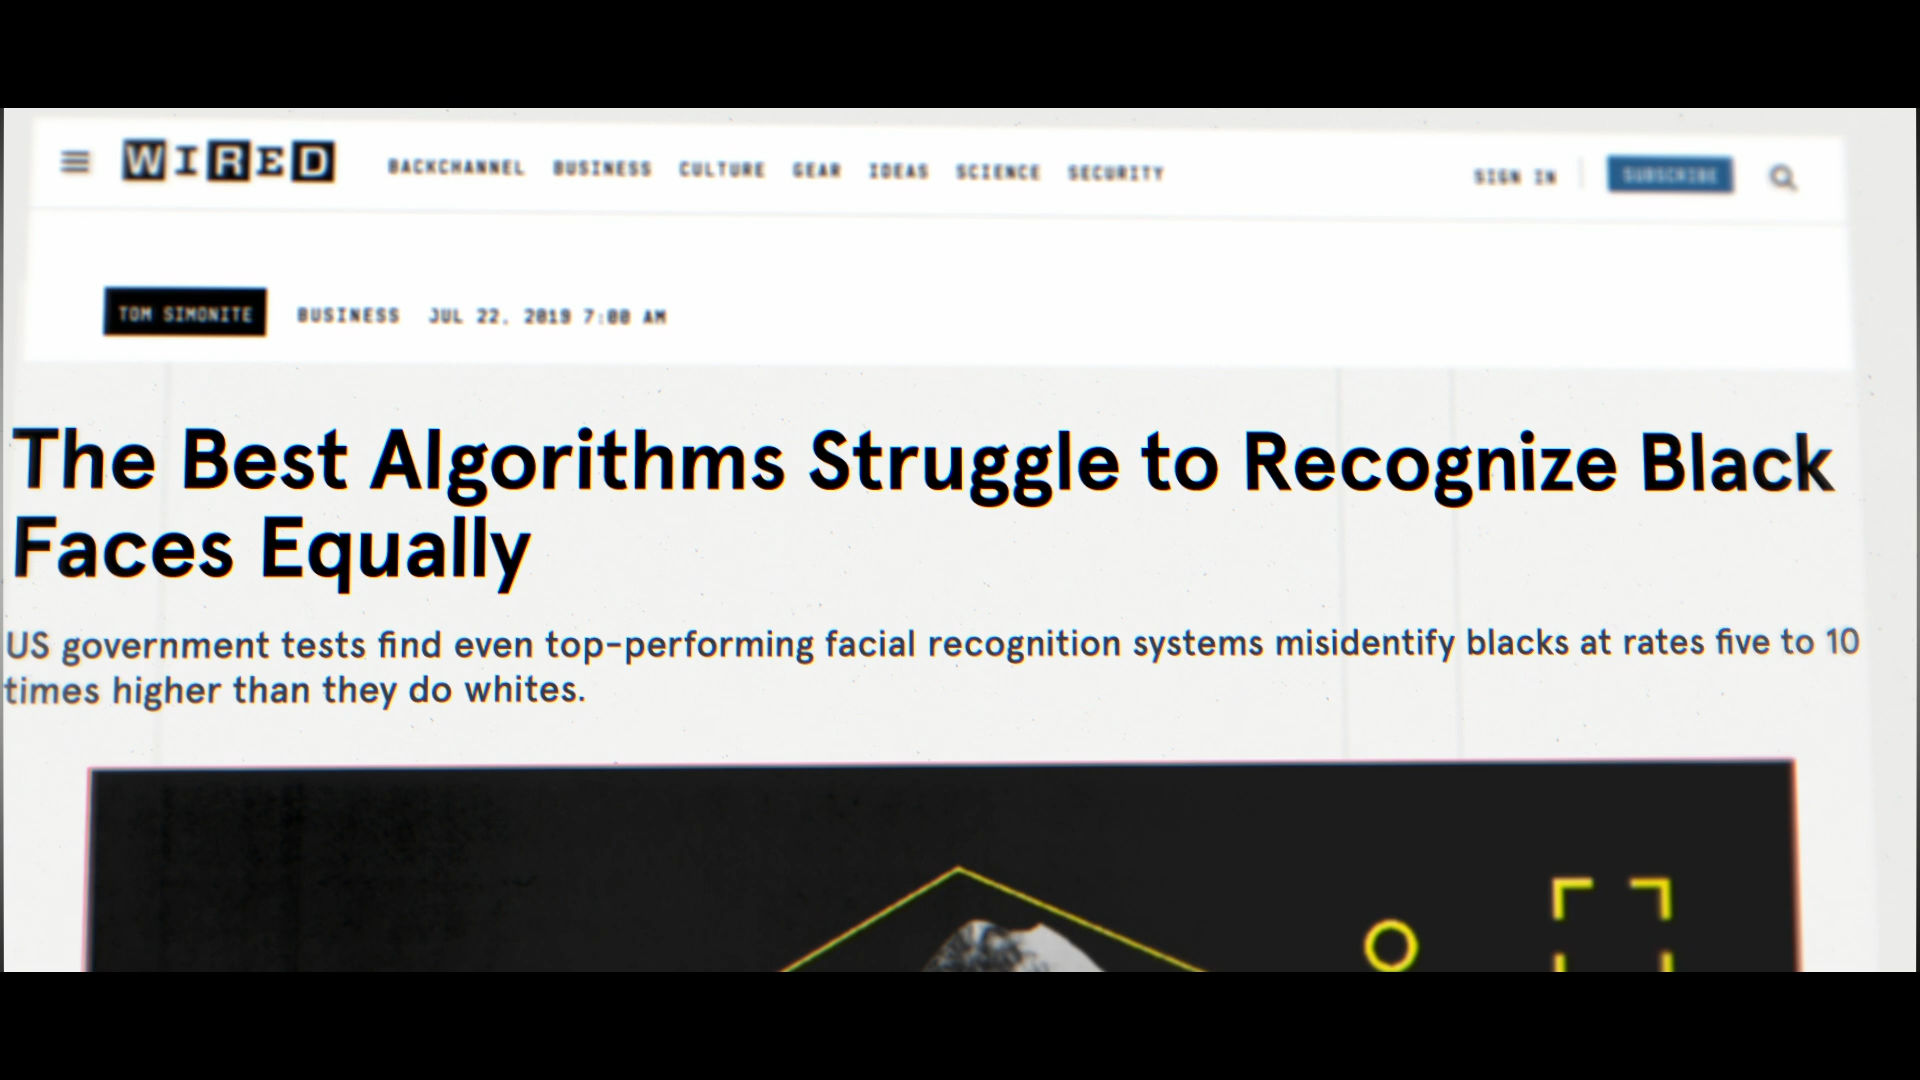 WIRED BACKCHANNEL BUSINESS CULTURE GEAR IDEAS SCIENCE SECURITY SIGN IN SUBSCRIBE
TOM SIMONITE BUSINESS JUL 22, 2019 7:00 AM
The Best Algorithms Struggle to Recognize Black
Faces Equally
US government tests find even top-performing facial recognition systems misidentify blacks at rates five to 10
times higher than they do whites.